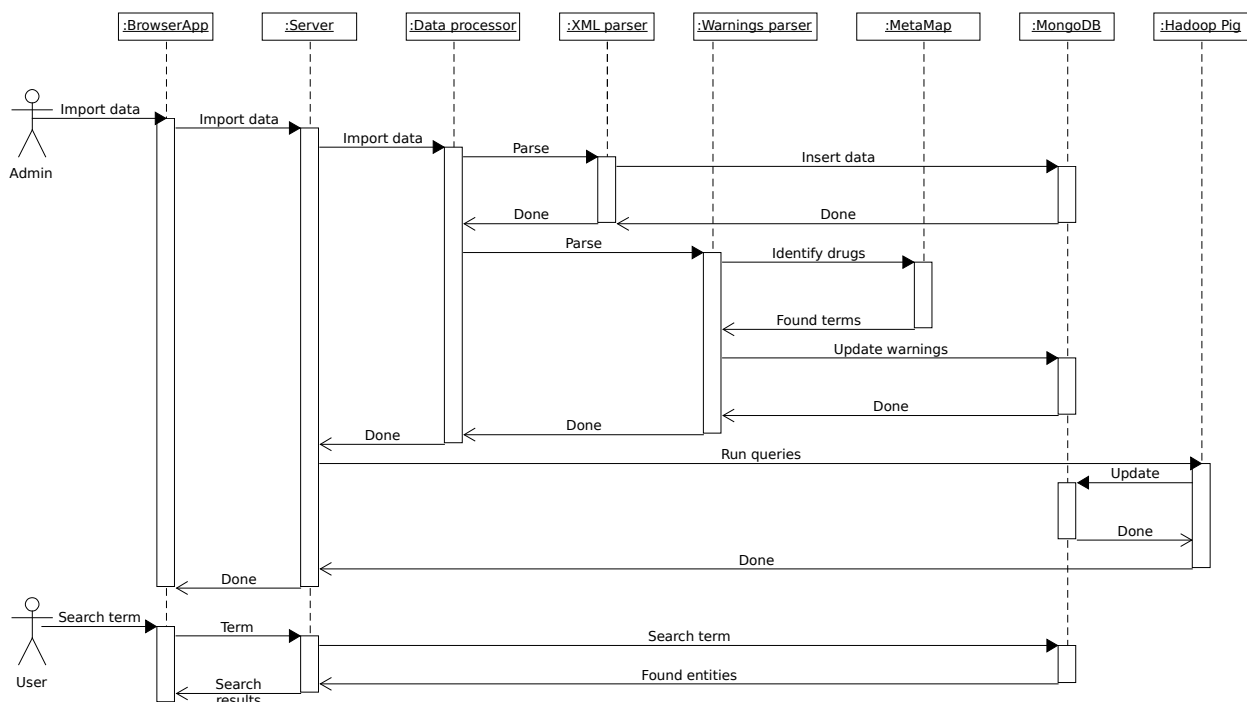 :BrowserApp
:Server
:Data processor
:XML parser
:Warnings parser
:MetaMap
:MongoDB
:Hadoop Pig
Import data
Import data
Import data
Parse
Insert data
Admin
Done
Done
Parse
Identify drugs
Found terms
Update warnings
Done
Done
Done
Run queries
Update
Done
Done
Done
Search term
Term
Search term
Found entities
User
Search
results